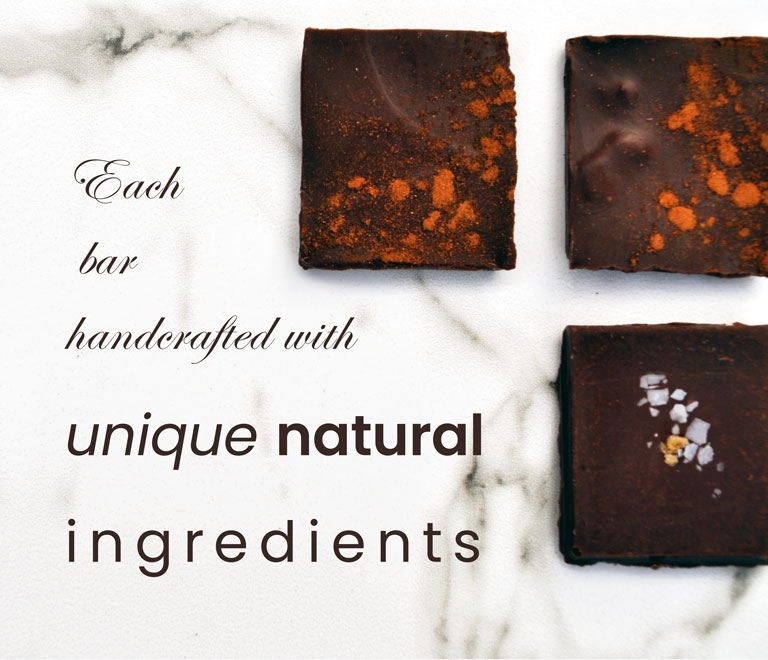 Each
bar
handcrafted with
unique natural
ingredients